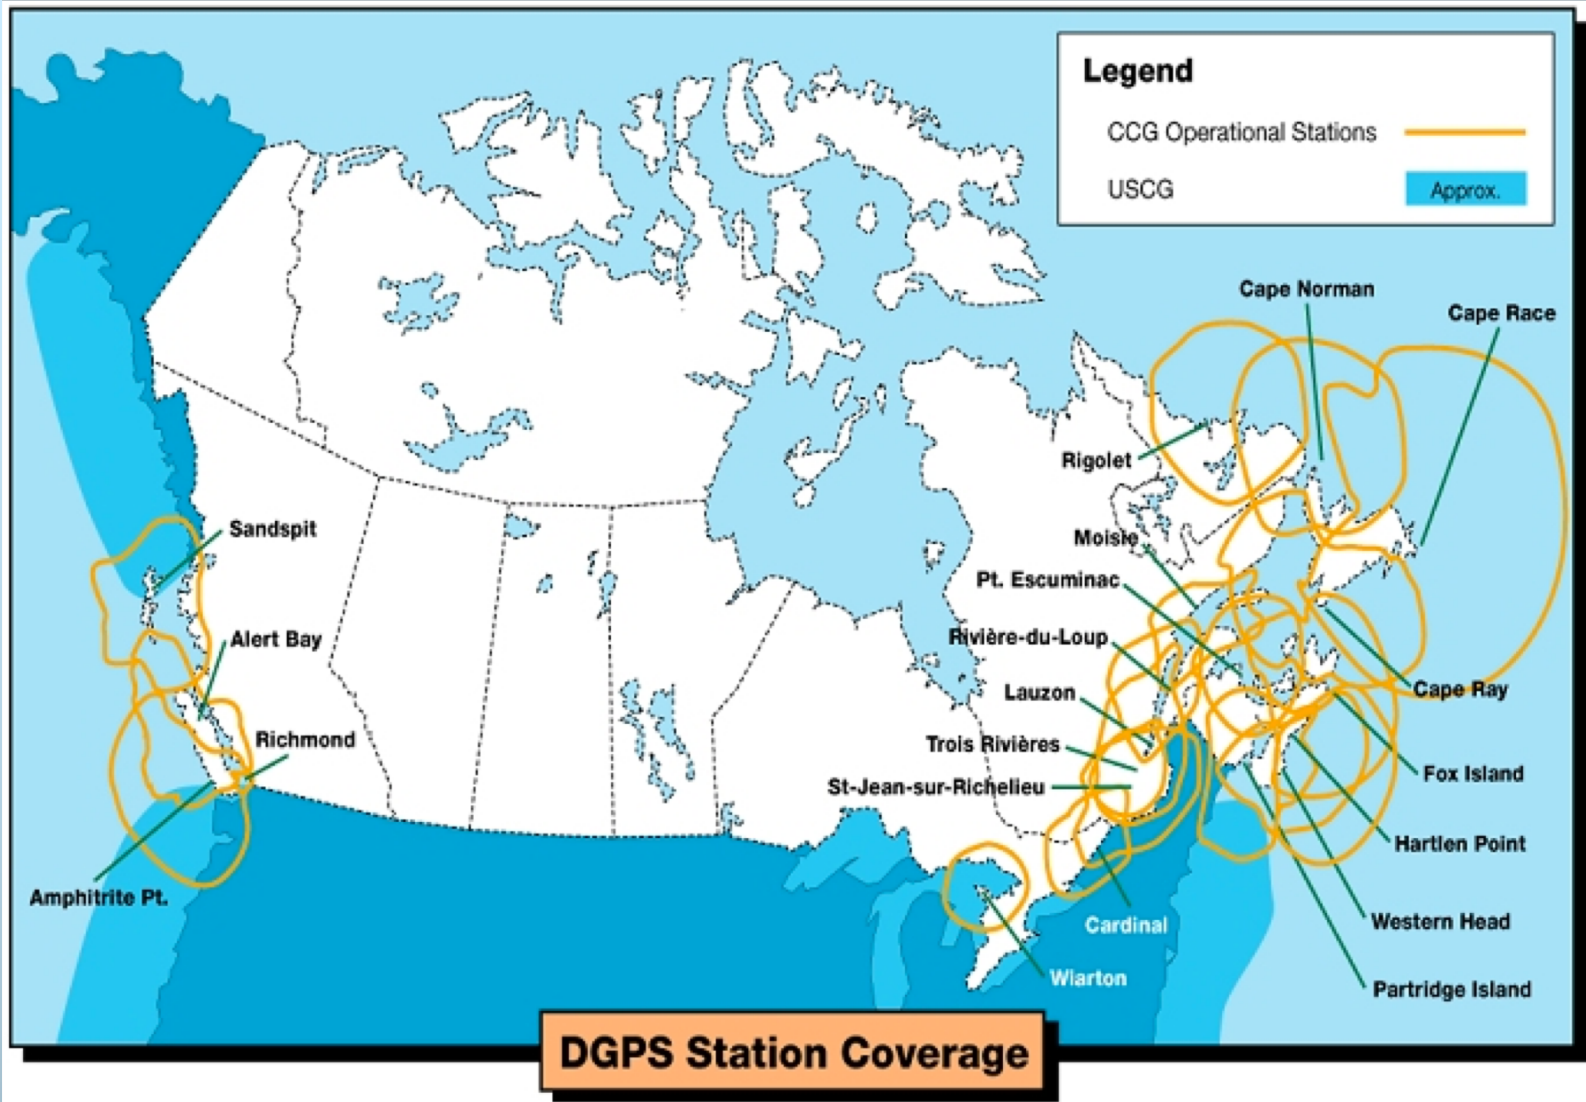 Legend
CCG Operational Stations
USCG
Approx.
Cape Norman
Cape Race
Rigolet
Sandspit
Moisie
Pt. Escuminac
Alert Bay
Rivière-du-Loup
Lauzon
Cape Ray
Richmond
Trois Rivières
Fox Island
St-Jean-sur-Richelieu
Hartlen Point
Amphitrite Pt.
Cardinal
Western Head
Wiarton
Partridge Island
DGPS Station Coverage